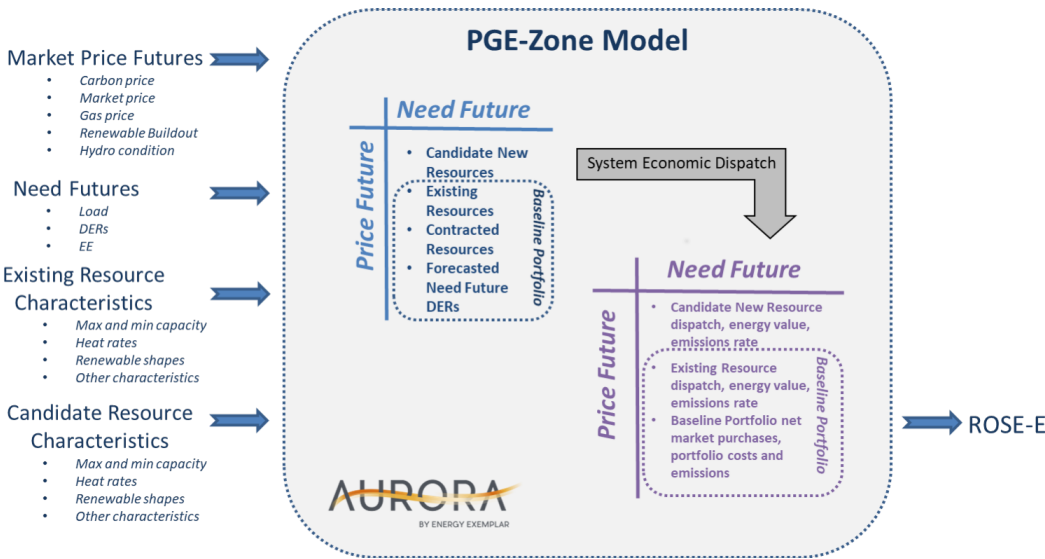 PGE-Zone Model
Market Price Futures
• Carbon price
• Market price
• Gas price
• Renewable Buildout
• Hydro condition
Need Futures
• Load
• DERs
• EE
Existing Resource
Characteristics
• Max and min capacity
• Heat rates
• Renewable shapes
• Other characteristics
Candidate Resource
Characteristics
• Max and min capacity
• Heat rates
• Renewable shapes
• Other characteristics
Need Future
Price Future
• Candidate New
Resources
• Existing
Resources
• Contracted
Resources
• Forecasted
Need Future
DERs
Baseline Portfolio
System Economic Dispatch
Need Future
Price Future
• Candidate New Resource
dispatch, energy value,
emissions rate
• Existing Resource
dispatch, energy value,
emissions rate
• Baseline Portfolio net
market purchases,
portfolio costs and
emissions
Baseline Portfolio
ROSE-E
AURORA
BY ENERGY EXEMPLAR